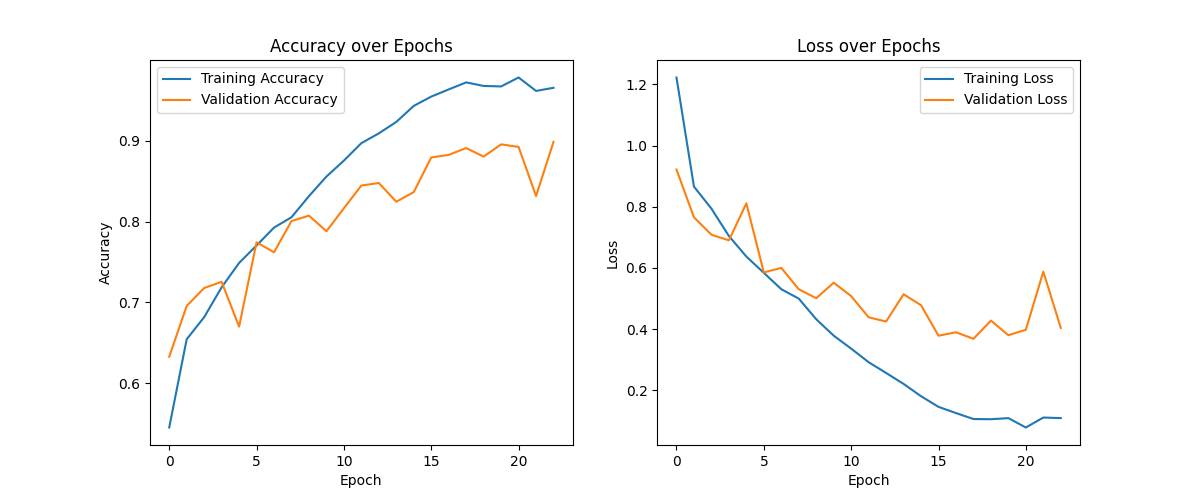 Accuracy over Epochs
Training Accuracy
Validation Accuracy
0.9
0.8
0.7
0.6
Accuracy
0
5
10
15
20
Epoch
Loss over Epochs
Training Loss
Validation Loss
1.2
1.0
0.8
0.6
0.4
0.2
Loss
0
5
10
15
20
Epoch